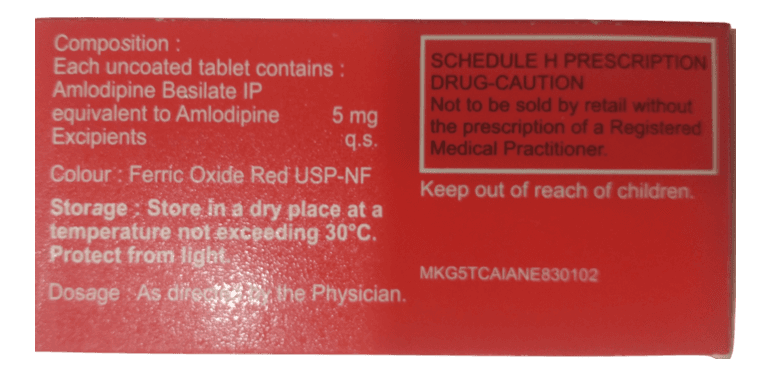 Composition :
Each uncoated tablet contains :
Amlodipine Besilate IP
equivalent to Amlodipine 5 mg
Excipients q.s.
Colour : Ferric Oxide Red USP-NF
Storage : Store in a dry place at a
temperature not exceeding 30°C.
Protect from light.
Dosage : As directed by the Physician.
SCHEDULE H PRESCRIPTION
DRUG-CAUTION
Not to be sold by retail without
the prescription of a Registered
Medical Practitioner.
Keep out of reach of children.
MKG5TCAIANE830102